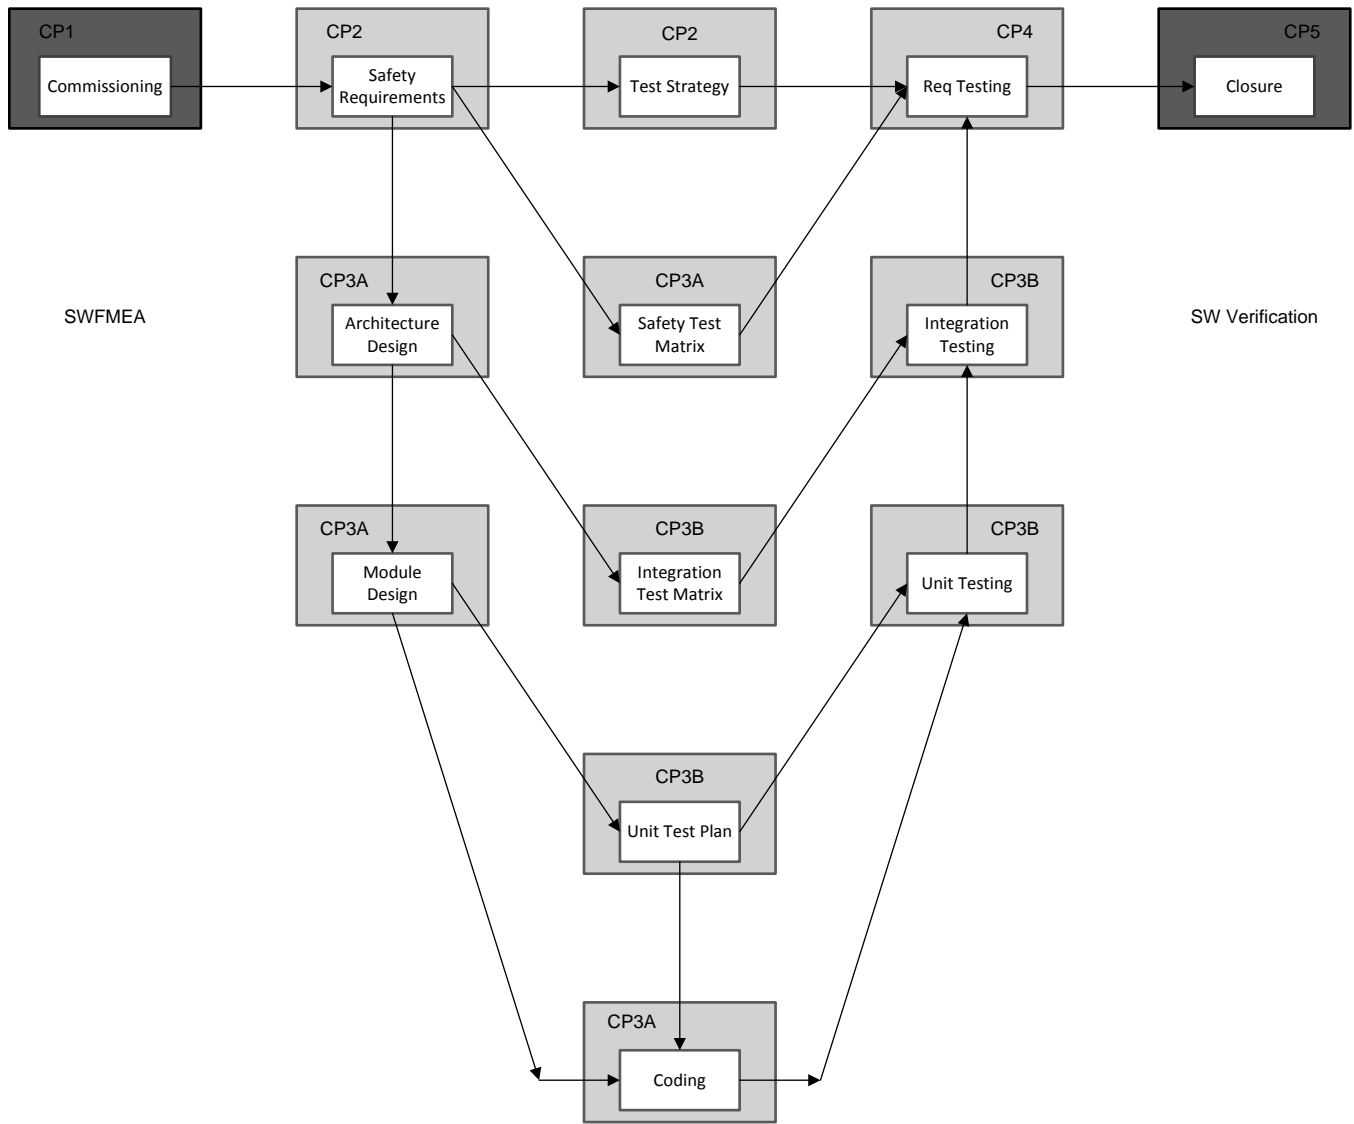 CP1
Commissioning
CP2
Safety
Requirements
CP2
Test Strategy
CP4
Req Testing
CP5
Closure
SWFMEA
CP3A
Architecture
Design
CP3A
Safety Test
Matrix
CP3B
Integration
Testing
SW Verification
CP3A
Module
Design
CP3B
Integration
Test Matrix
CP3B
Unit Testing
CP3B
Unit Test Plan
CP3A
Coding